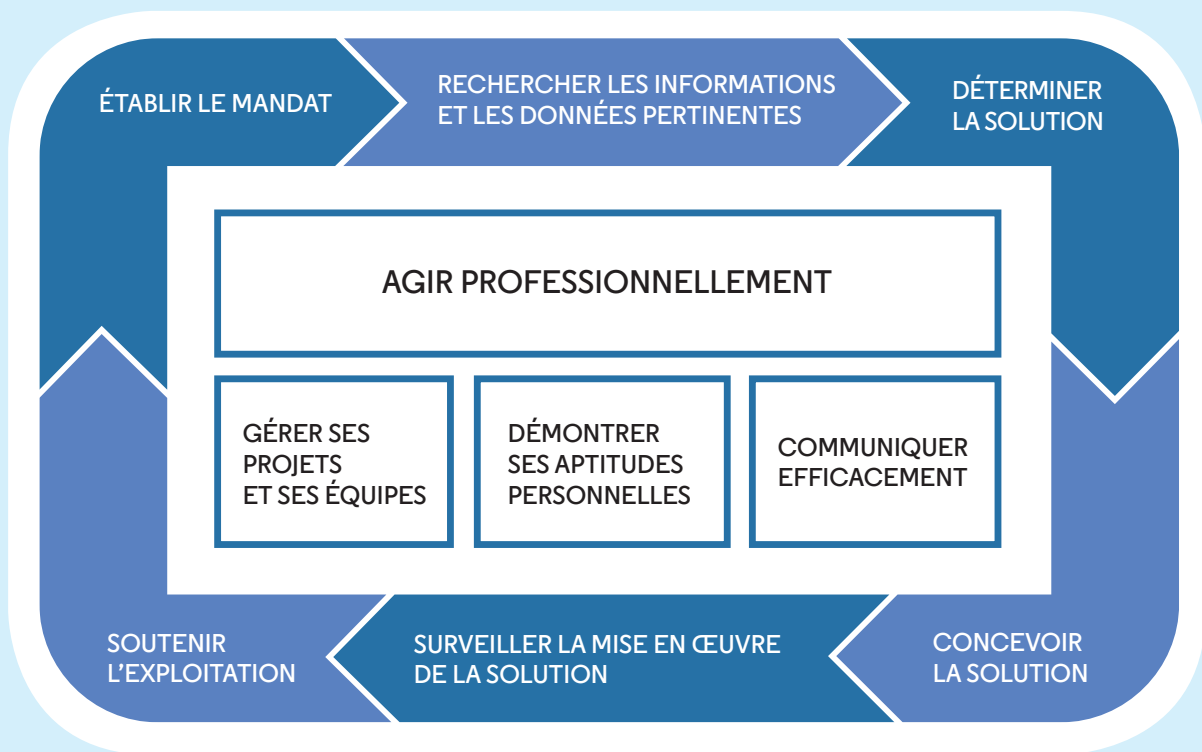 ÉTABLIR LE MANDAT
RECHERCHER LES INFORMATIONS
ET LES DONNÉES PERTINENTES
DÉTERMINER
LA SOLUTION
AGIR PROFESSIONNELLEMENT
GÉRER SES
PROJETS
ET SES ÉQUIPES
DÉMONTRER
SES APTITUDES
PERSONNELLES
COMMUNIQUER
EFFICACEMENT
SOUTENIR
L’EXPLOITATION
SURVEILLER LA MISE EN ŒUVRE
DE LA SOLUTION
CONCEVOIR
LA SOLUTION